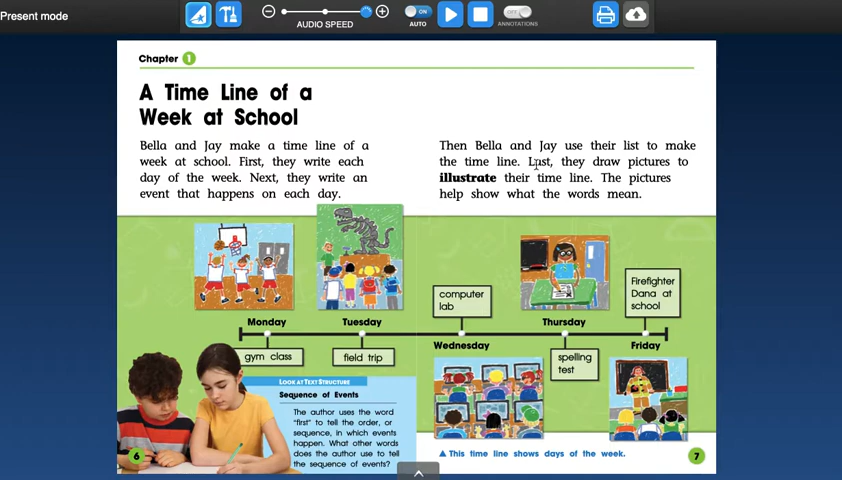 Present mode
AUDIO SPEED
ON
AUTO
OFF
ANNOTATIONS
Chapter 1
A Time Line of a
Week at School
Bella and Jay make a time line of a
week at school. First, they write each
day of the week. Next, they write an
event that happens on each day.
Then Bella and Jay use their list to make
the time line. Last, they draw pictures to
illustrate their time line. The pictures
help show what the words mean.
Monday
gym class
Tuesday
field trip
computer
lab
Wednesday
Thursday
spelling
test
Firefighter
Dana at
school
Friday
LOOK AT TEXT STRUCTURE
Sequence of Events
The author uses the word
"first" to tell the order, or
sequence, in which events
happen. What other words
does the author use to tell
the sequence of events?
▲ This time line shows days of the week.
6
7